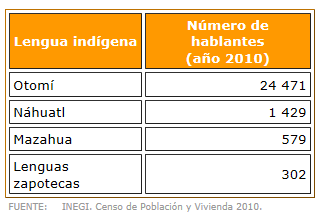 Lengua indígena
Número de
hablantes
(año 2010)
Otomí 24 471
Náhuatl 1 429
Mazahua 579
Lenguas
zapotecas 302
FUENTE: INEGI. Censo de Población y Vivienda 2010.